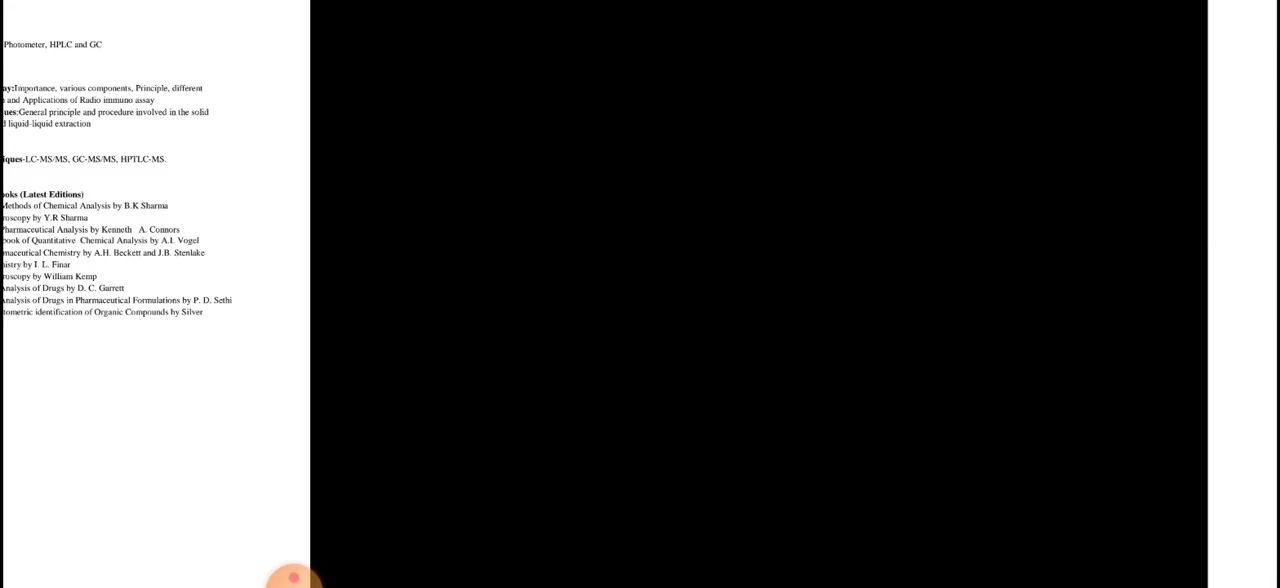 Photometer, HPLC and GC
ay:Importance, various components, Principle, different
and Applications of Radio immuno assay
ues:General principle and procedure involved in the solid
liquid-liquid extraction
iques-LC-MS/MS, GC-MS/MS, HPTLC-MS.
ooks (Latest Editions)
Methods of Chemical Analysis by B.K Sharma
roscopy by Y.R Sharma
Pharmaceutical Analysis by Kenneth A. Connors
book of Quantitative Chemical Analysis by A.I. Vogel
maceutical Chemistry by A.H. Beckett and J.B. Stenlake
istry by I. L. Finar
roscopy by William Kemp
Analysis of Drugs by D. C. Garrett
Analysis of Drugs in Pharmaceutical Formulations by P. D. Sethi
tometric identification of Organic Compounds by Silver